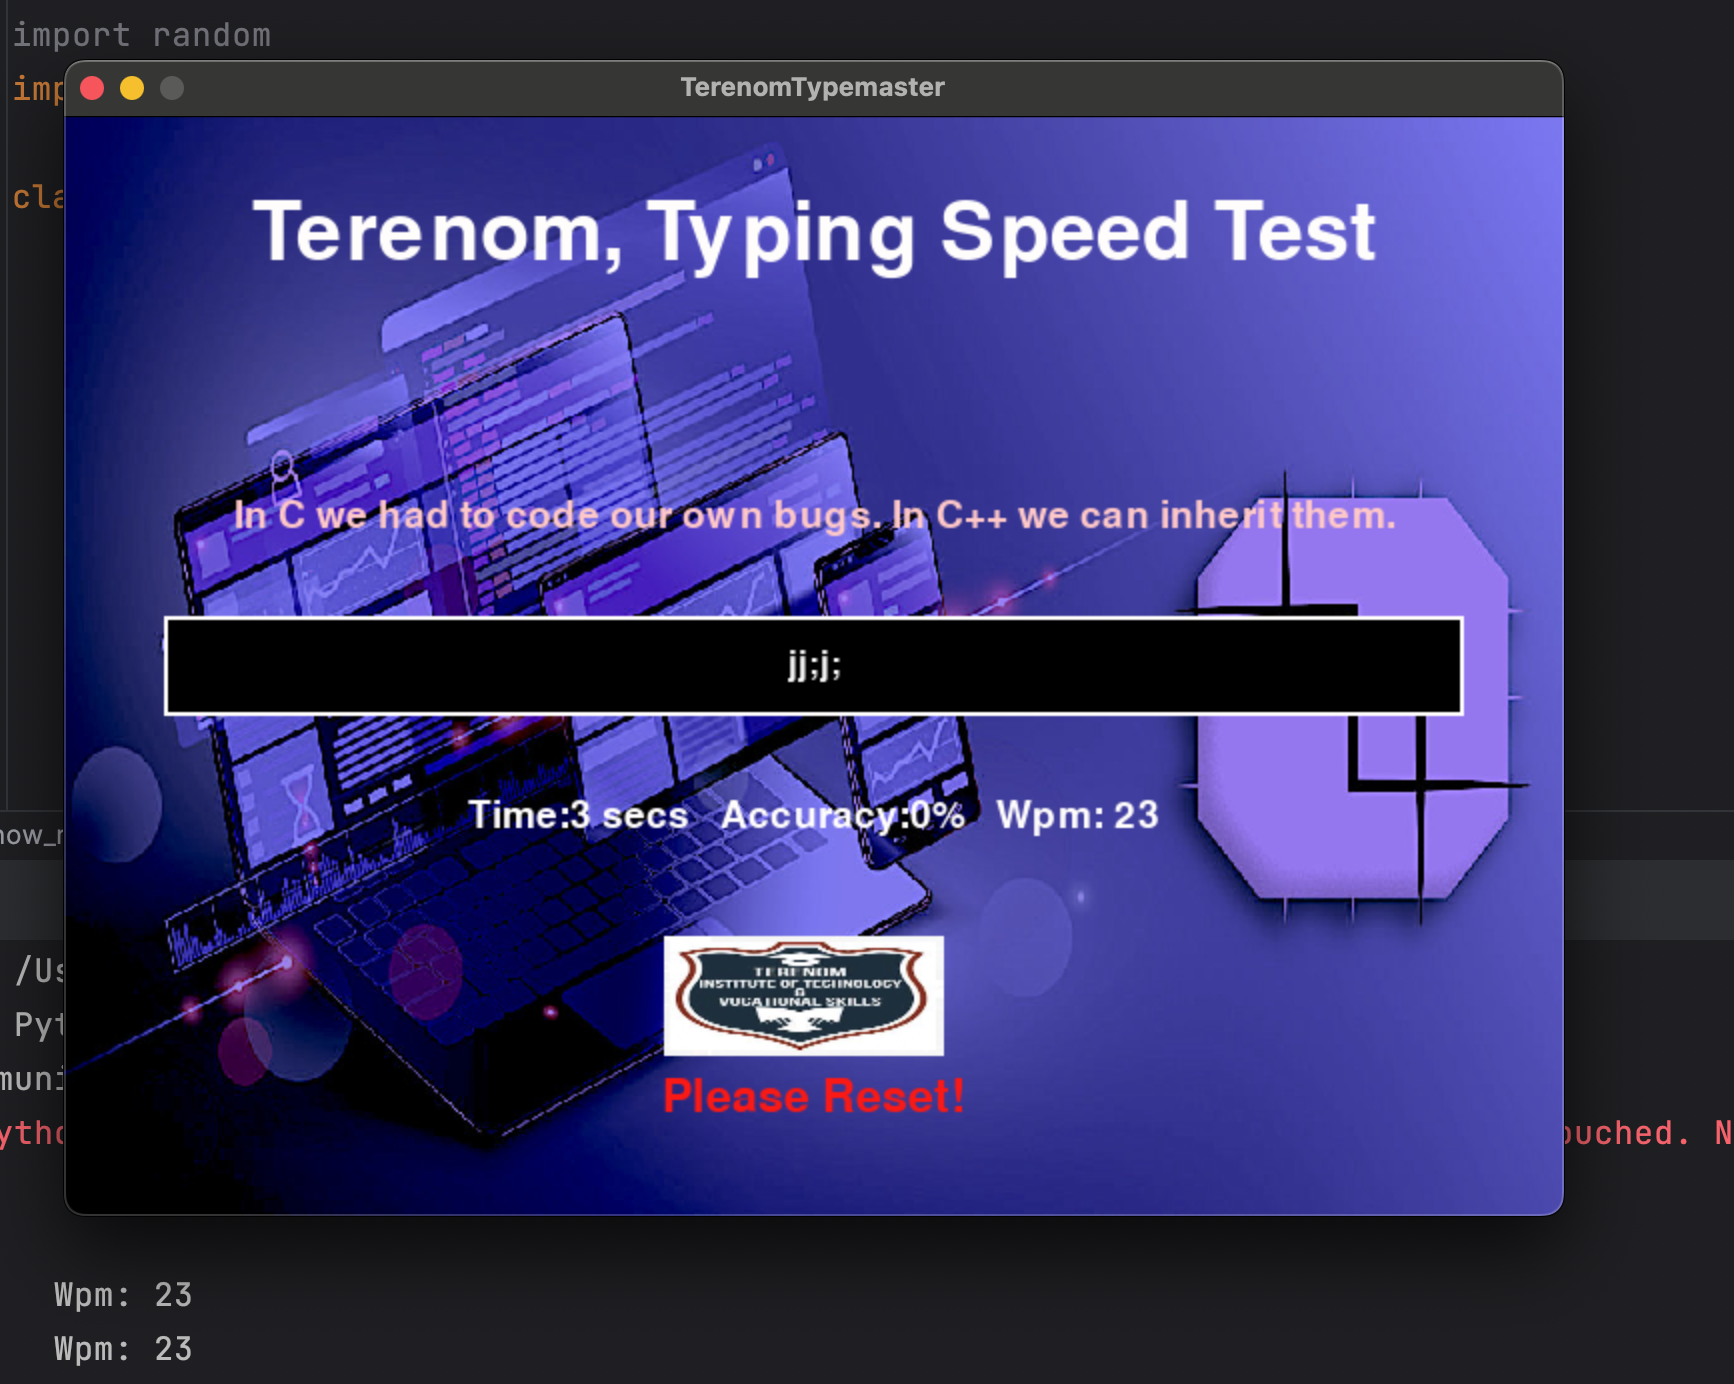 import random
imp
TerenomTypemaster
cla
Terenom, Typing Speed Test
In C we had to code our own bugs. In C++ we can inherit them.
jj;j;
Time:3 secs Accuracy:0% Wpm: 23
now_
/Us
TERENOM
INSTITUTE OF TECHNOLOGY
&
VOCATIONAL SKILLS
Pyt
muni
Please Reset!
ytho
ouched. N
Wpm: 23
Wpm: 23